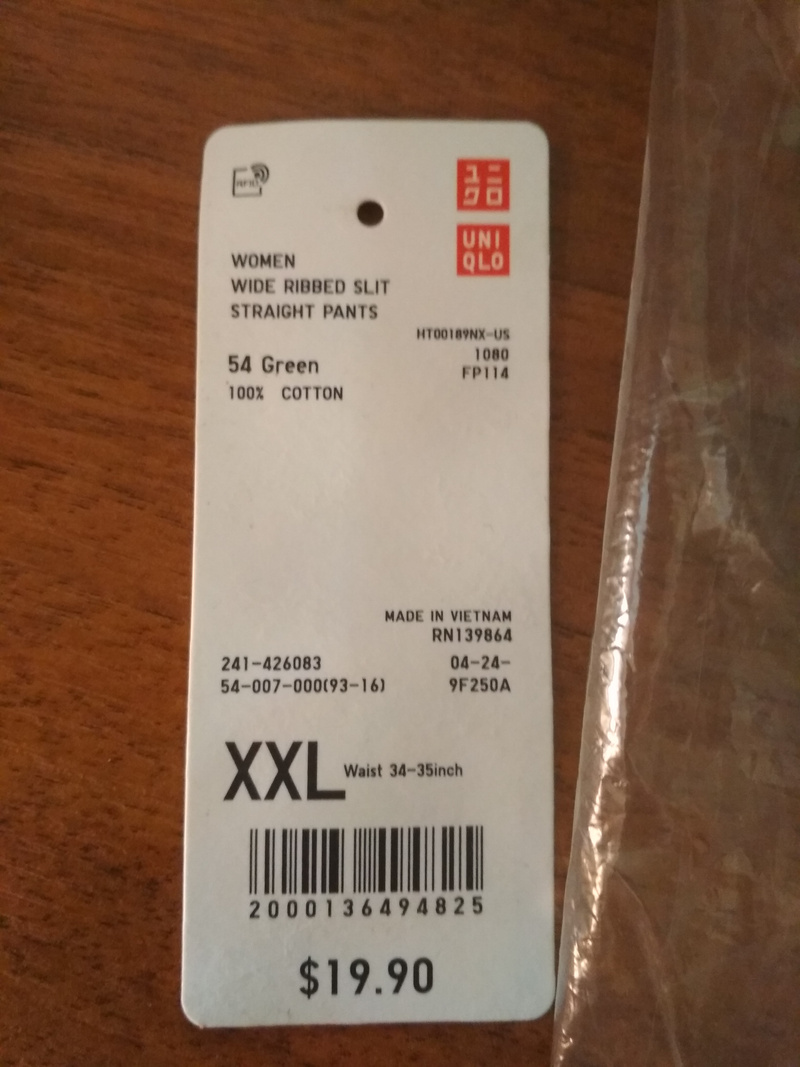 RFID
ユニ
クロ
UNI
QLO
WOMEN
WIDE RIBBED SLIT
STRAIGHT PANTS
HT00189NX-US
1080
FP114
54 Green
100% COTTON
MADE IN VIETNAM
RN139864
241-426083
04-24-
54-007-000(93-16)
9F250A
XXL Waist 34-35inch
2000136494825
$19.90